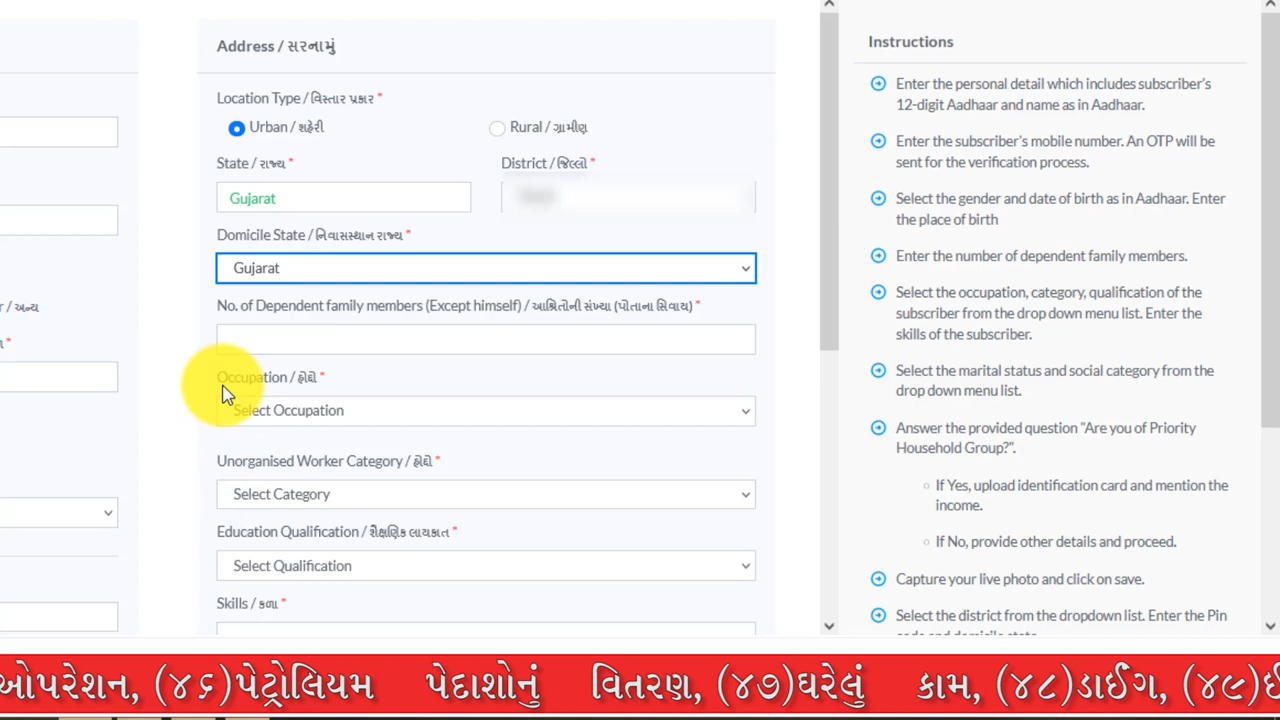 Address / સરનામું
Location Type / વિસ્તાર પ્રકાર *
Urban / શહેરી
Rural / ગ્રામીણ
State / રાજ્ય *
District / જિલ્લો *
Gujarat
Domicile State / નિવાસસ્થાન રાજ્ય *
Gujarat
r / અન્ય
No. of Dependent family members (Except himself) / આશ્રિતોની સંખ્યા (પોતાના સિવાય) *
Occupation / હોદ્દો *
Select Occupation
Unorganised Worker Category / હોદ્દો *
Select Category
Education Qualification / શૈક્ષણિક લાયકાત *
Select Qualification
Skills / કળા *
Instructions
Enter the personal detail which includes subscriber's
12-digit Aadhaar and name as in Aadhaar.
Enter the subscriber's mobile number. An OTP will be
sent for the verification process.
Select the gender and date of birth as in Aadhaar. Enter
the place of birth
Enter the number of dependent family members.
Select the occupation, category, qualification of the
subscriber from the drop down menu list. Enter the
skills of the subscriber.
Select the marital status and social category from the
drop down menu list.
Answer the provided question "Are you of Priority
Household Group?".
If Yes, upload identification card and mention the
income.
If No, provide other details and proceed.
Capture your live photo and click on save.
Select the district from the dropdown list. Enter the Pin
code and domicile state
ઓપરેશન, (૪૬)પેટ્રોલિયમ પેદાશોનું વિતરણ, (૪૭)ઘરેલું કામ, (૪૮)ડાઈંગ, (૪૯)